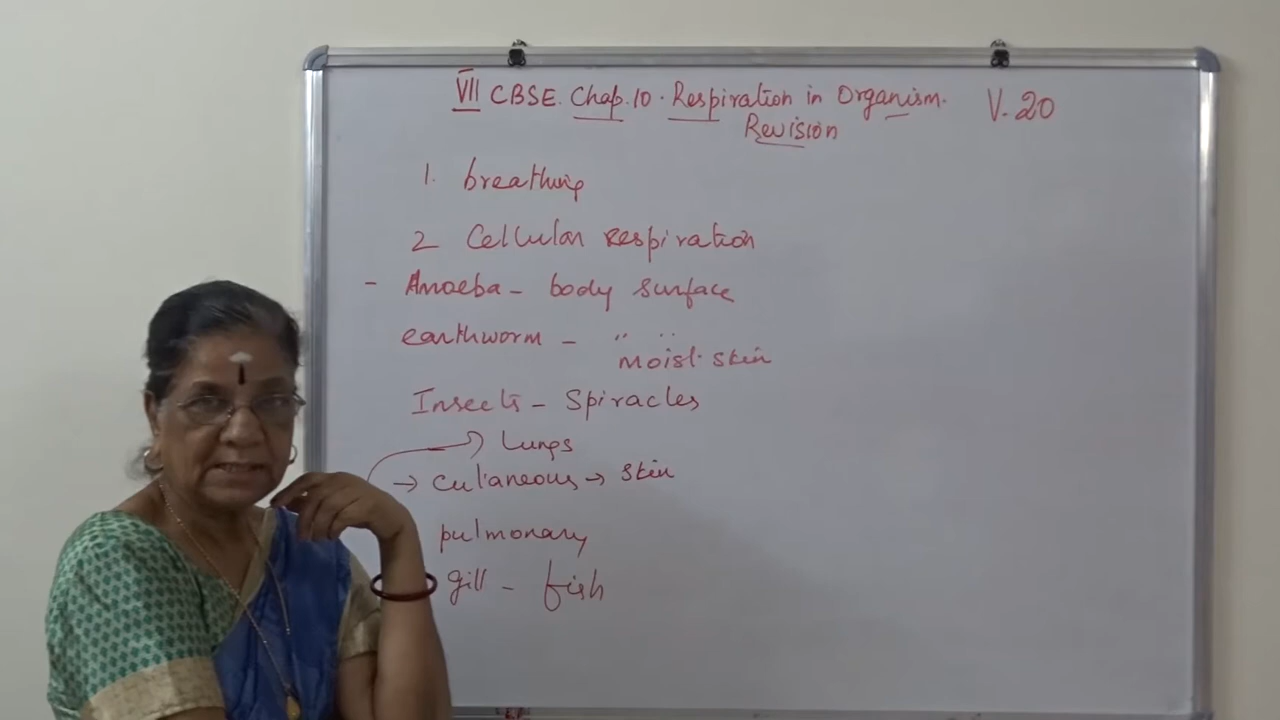 VII CBSE. Chap. 10. Respiration in Organism. V. 20
Revision
1. breathing
2 Cellular respiration
- Amoeba - body surface
earthworm - " "
moist skin
Insects - Spiracles
→ Lungs
→ cutaneous → skin
pulmonary
gill - fish